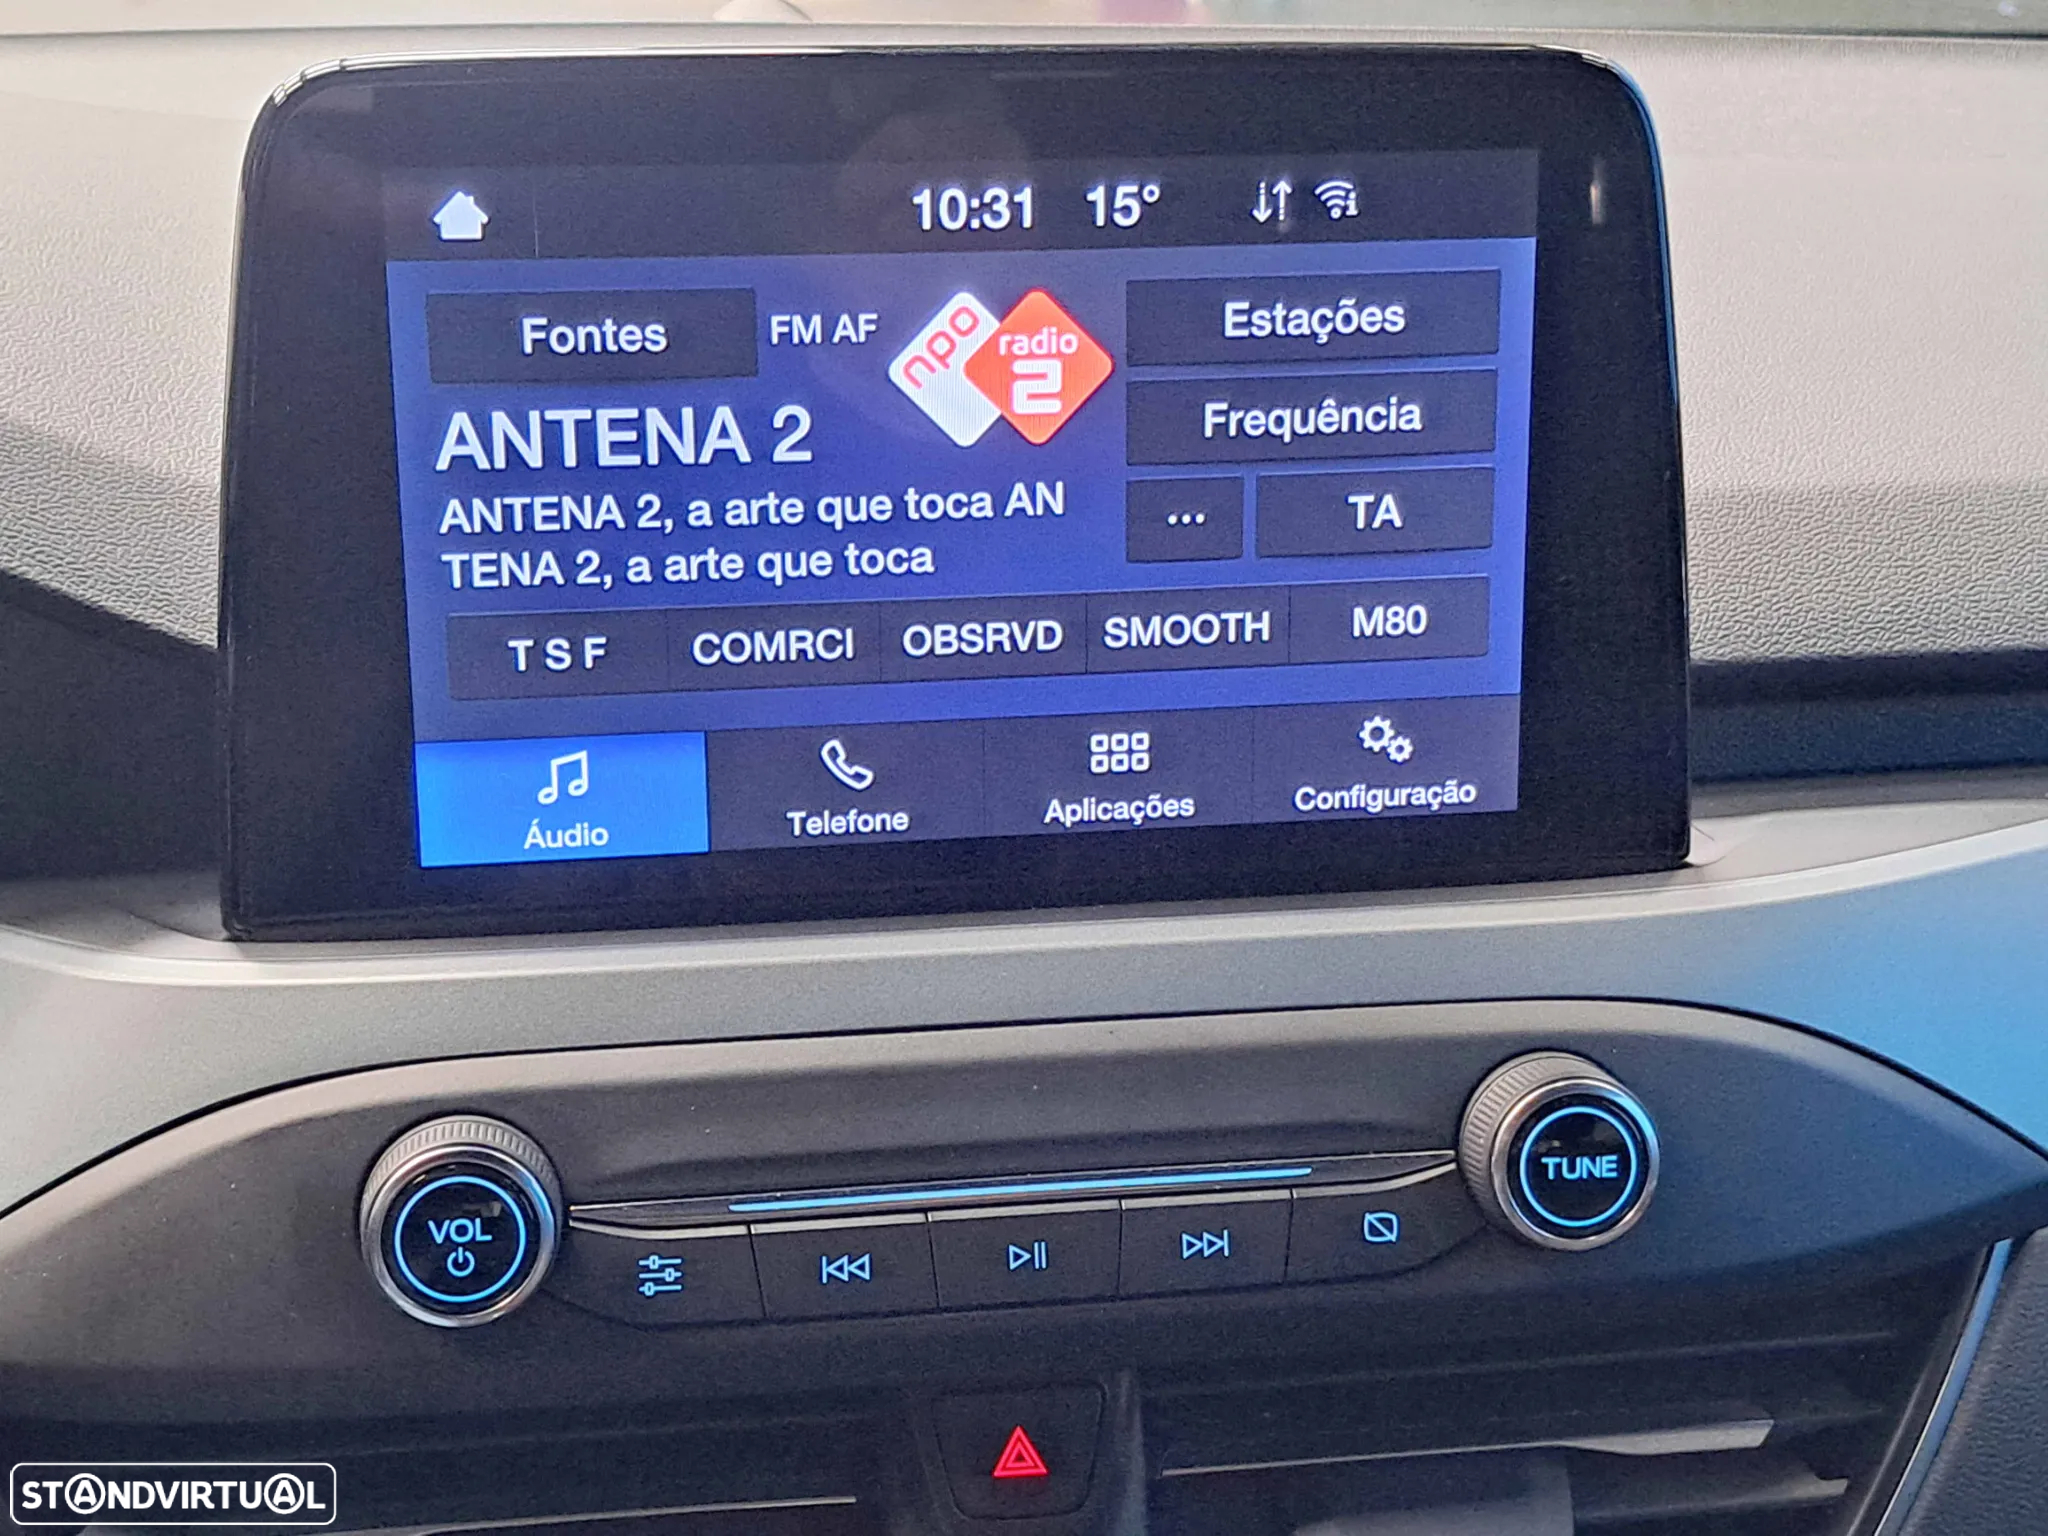 10:31 15°
Fontes FM AF npo radio 2 Estações
Frequência
ANTENA 2
ANTENA 2, a arte que toca AN
TENA 2, a arte que toca
... TA
T S F COMRCI OBSRVD SMOOTH M80
Áudio Telefone Aplicações Configuração
VOL TUNE
STANDVIRTUAL